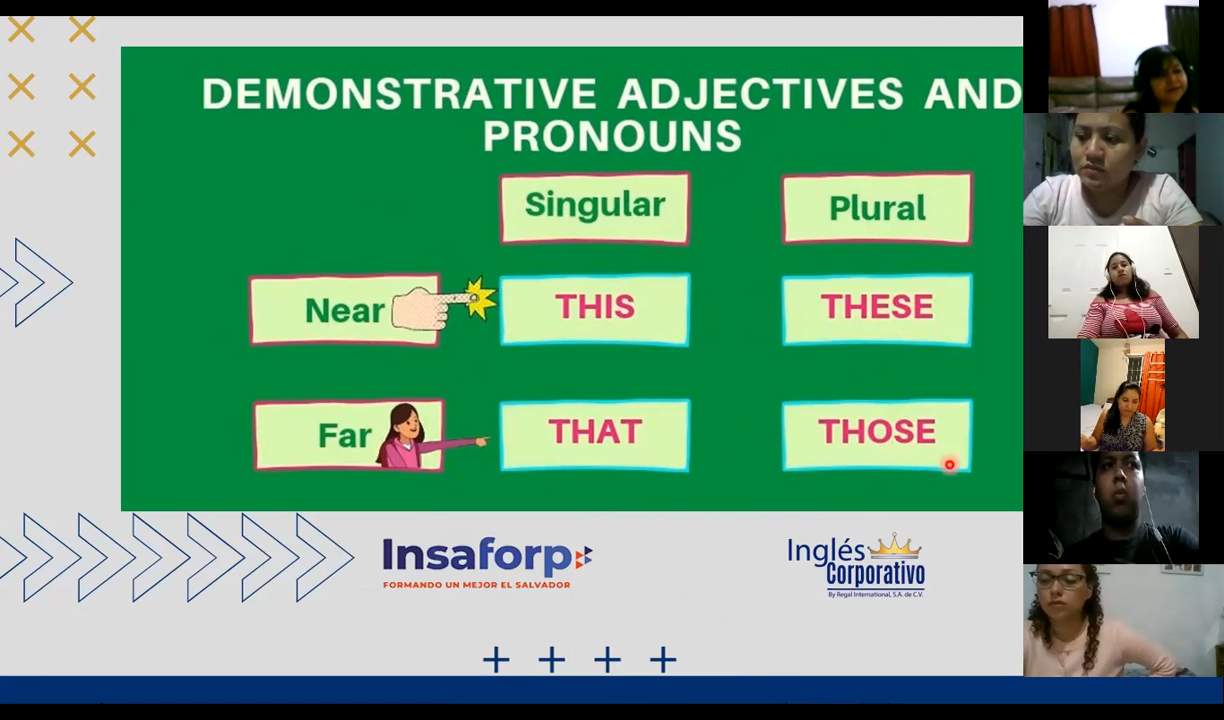 DEMONSTRATIVE ADJECTIVES AND
PRONOUNS
Singular
Plural
Near
THIS
THESE
Far
THAT
THOSE
Insaforp
FORMANDO UN MEJOR EL SALVADOR
Inglés
Corporativo
By Regal International, S.A. de C.V.